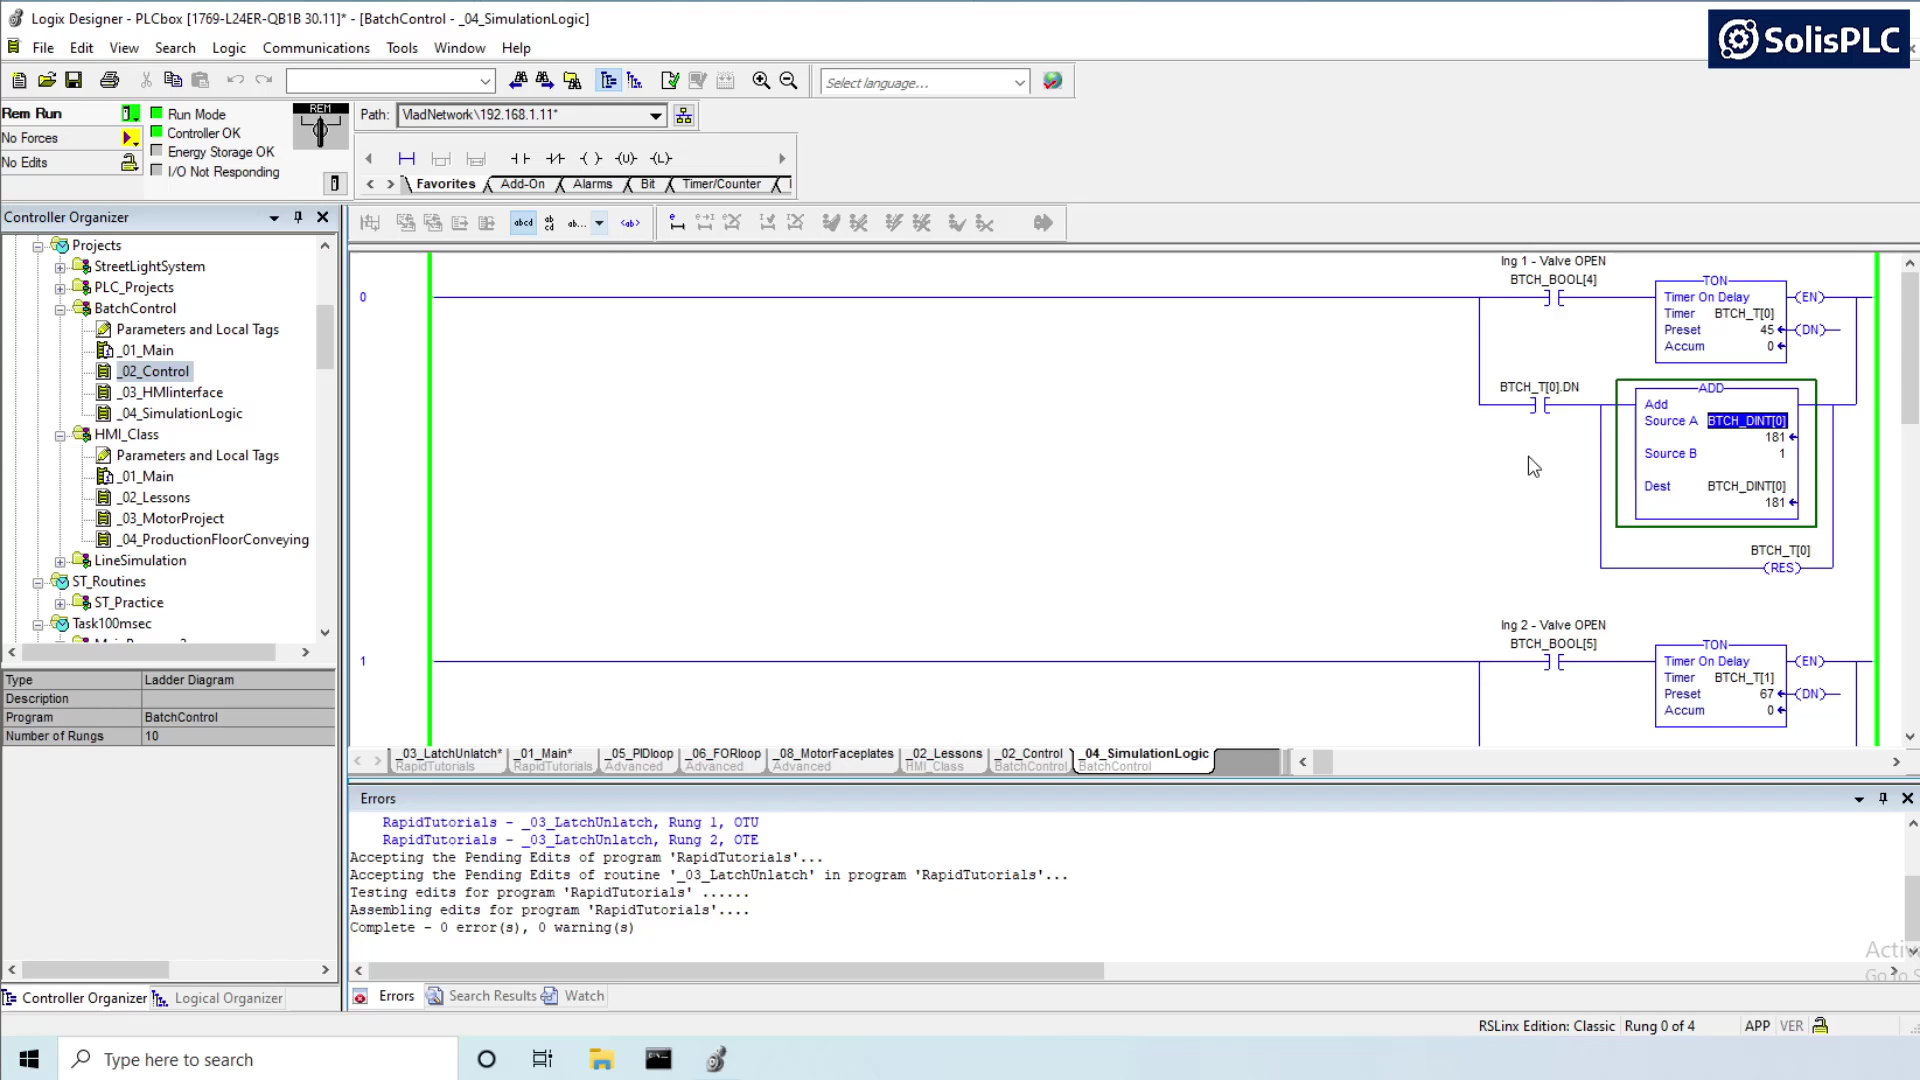 Logix Designer - PLCbox [1769-L24ER-QB1B 30.11]* - [BatchControl - _04_SimulationLogic]
SolisPLC
File Edit View Search Logic Communications Tools Window Help
Select language...
Rem Run
No Forces
No Edits
Run Mode
Controller OK
Energy Storage OK
I/O Not Responding
REM
Path: VladNetwork\192.168.1.11*
Favorites Add-On Alarms Bit Timer/Counter
Controller Organizer
Projects
StreetLightSystem
PLC_Projects
BatchControl
Parameters and Local Tags
_01_Main
_02_Control
_03_HMIinterface
_04_SimulationLogic
HMI_Class
Parameters and Local Tags
_01_Main
_02_Lessons
_03_MotorProject
_04_ProductionFloorConveying
LineSimulation
ST_Routines
ST_Practice
Task100msec
Type Ladder Diagram
Description
Program BatchControl
Number of Rungs 10
Controller Organizer Logical Organizer
0
Ing 1 - Valve OPEN
BTCH_BOOL[4]
TON
Timer On Delay
Timer BTCH_T[0]
Preset 45
Accum 0
EN
DN
BTCH_T[0].DN
ADD
Add
Source A BTCH_DINT[0]
181
Source B 1
Dest BTCH_DINT[0]
181
BTCH_T[0]
RES
1
Ing 2 - Valve OPEN
BTCH_BOOL[5]
TON
Timer On Delay
Timer BTCH_T[1]
Preset 67
Accum 0
EN
DN
_03_LatchUnlatch* _01_Main* _05_PIDloop _06_FORloop _08_MotorFaceplates _02_Lessons _02_Control _04_SimulationLogic
RapidTutorials RapidTutorials Advanced Advanced Advanced HMI_Class BatchControl BatchControl
Errors
RapidTutorials - _03_LatchUnlatch, Rung 1, OTU
RapidTutorials - _03_LatchUnlatch, Rung 2, OTE
Accepting the Pending Edits of program 'RapidTutorials'...
Accepting the Pending Edits of routine '_03_LatchUnlatch' in program 'RapidTutorials'...
Testing edits for program 'RapidTutorials' ......
Assembling edits for program 'RapidTutorials'....
Complete - 0 error(s), 0 warning(s)
Errors Search Results Watch
RSLinx Edition: Classic Rung 0 of 4 APP VER
Type here to search